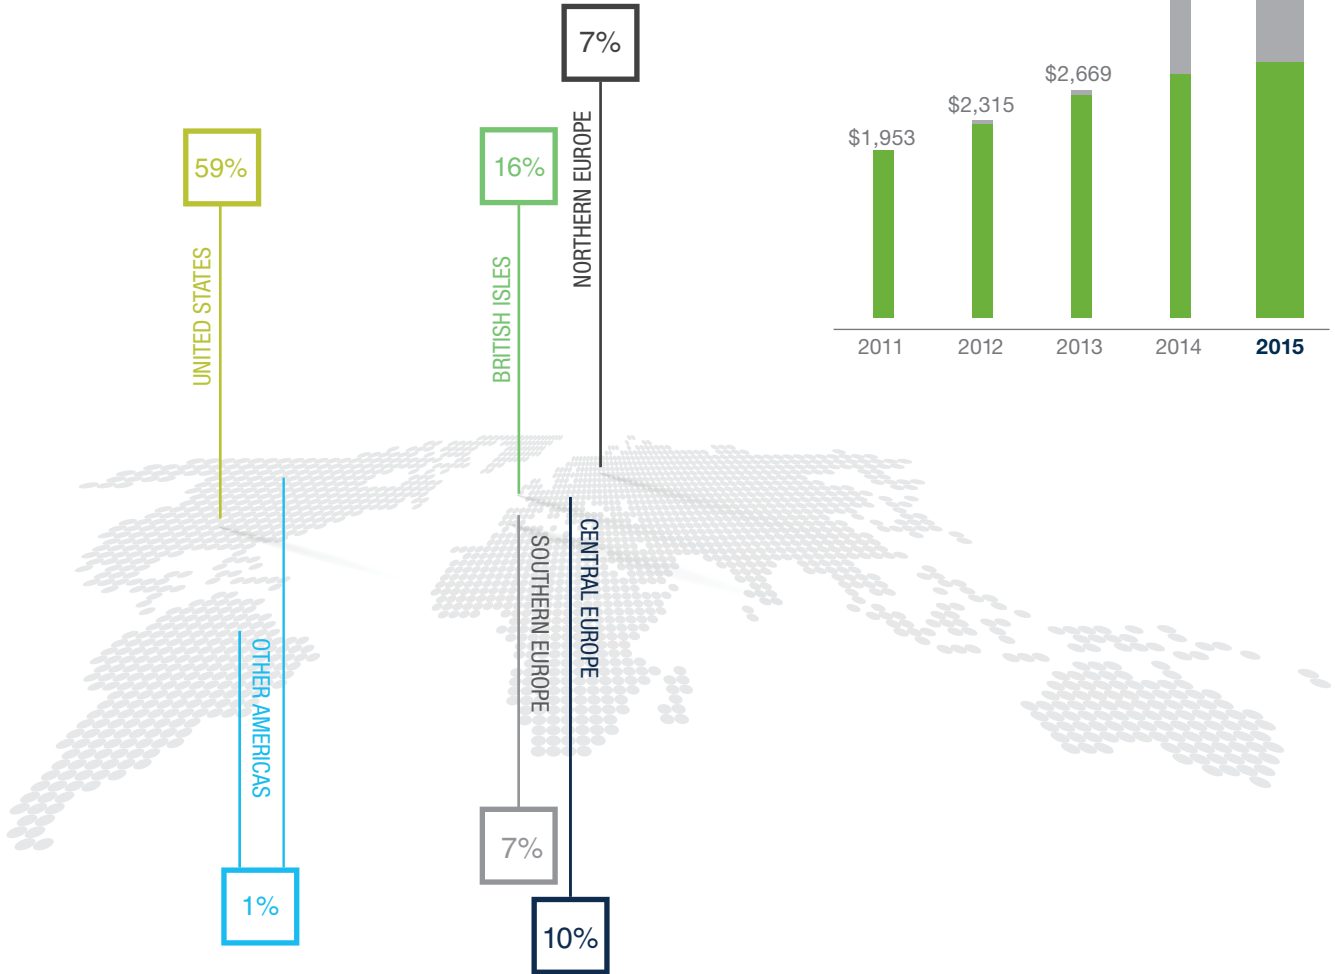 7%
NORTHERN EUROPE
59%
UNITED STATES
16%
BRITISH ISLES
$1,953
$2,315
$2,669
2011
2012
2013
2014
2015
OTHER AMERICAS
1%
SOUTHERN EUROPE
7%
CENTRAL EUROPE
10%